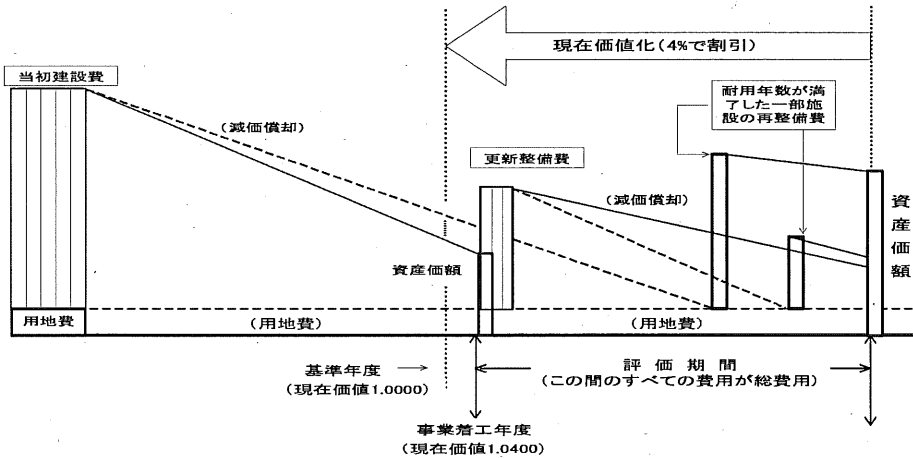 現在価値化(4%で割引)
当初建設費
(減価償却)
更新整備費
耐用年数が満
了した一部施
設の再整備費
(減価償却)
資産価額
資産価額
用地費
(用地費)
(用地費)
基準年度
(現在価値1.0000)
評価期間
(この間のすべての費用が総費用)
事業着工年度
(現在価値1.0400)